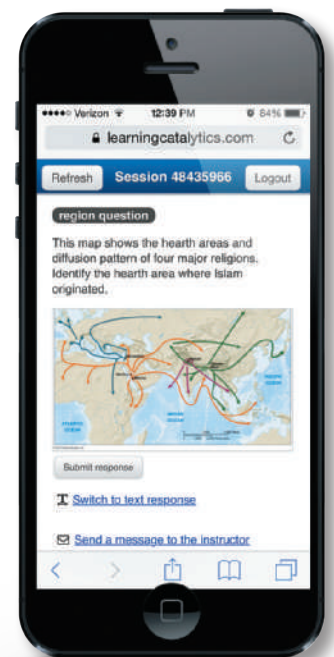 Verizon 12:39 PM 84%
learningcatalytics.com
Refresh Session 48435966 Logout
region question
This map shows the hearth areas and
diffusion pattern of four major religions.
Identify the hearth area where Islam
originated.
Submit response
Switch to text response
Send a message to the instructor